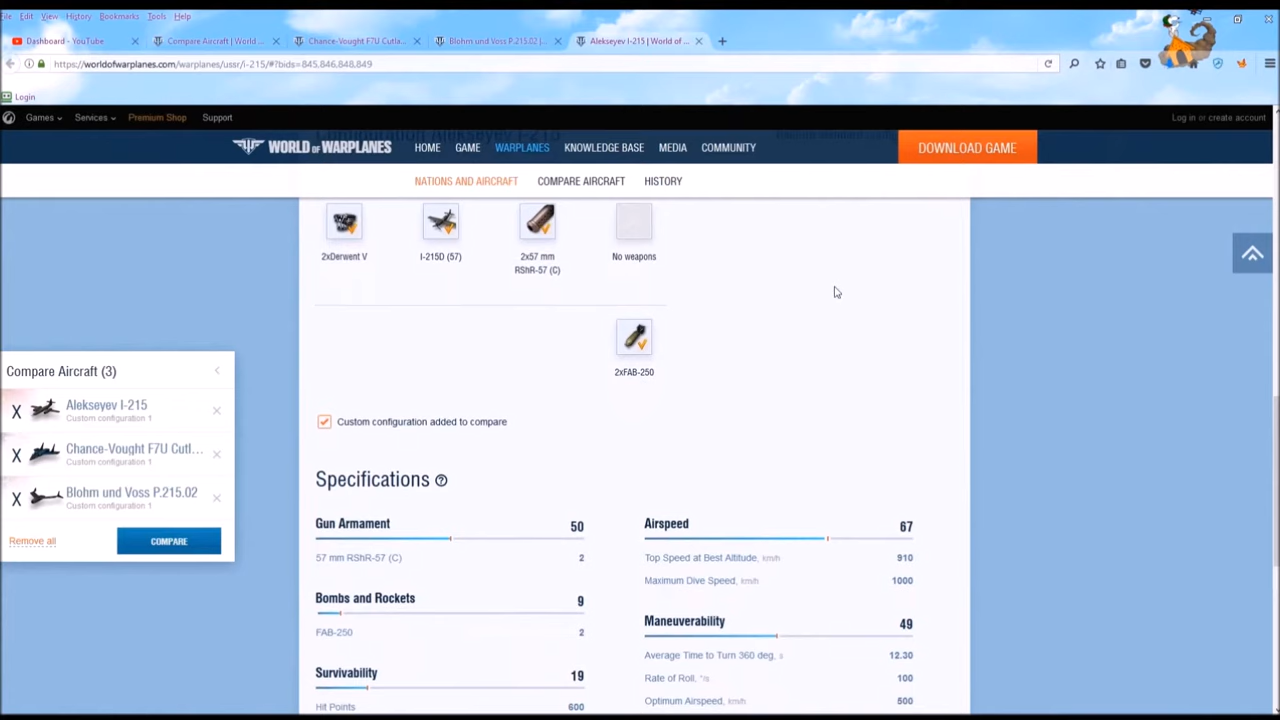 File Edit View History Bookmarks Tools Help
Dashboard - YouTube
Compare Aircraft | World ...
Chance-Vought F7U Cutla...
Blohm und Voss P.215.02 |...
Alekseyev I-215 | World of ...
https://worldofwarplanes.com/warplanes/ussr/i-215/#?bids=845,846,848,849
Login
Games Services Premium Shop Support
Log in or create account
Configuration Alekseyev I-215
WORLD OF WARPLANES
HOME GAME WARPLANES KNOWLEDGE BASE MEDIA COMMUNITY
DOWNLOAD GAME
NATIONS AND AIRCRAFT COMPARE AIRCRAFT HISTORY
2xDerwent V
I-215D (57)
2x57 mm
RShR-57 (C)
No weapons
2xFAB-250
Custom configuration added to compare
Compare Aircraft (3)
X Alekseyev I-215
Custom configuration 1
X Chance-Vought F7U Cutl...
Custom configuration 1
X Blohm und Voss P.215.02
Custom configuration 1
Remove all
COMPARE
Specifications
Gun Armament 50
57 mm RShR-57 (C) 2
Bombs and Rockets 9
FAB-250 2
Survivability 19
Hit Points 600
Airspeed 67
Top Speed at Best Altitude, km/h 910
Maximum Dive Speed, km/h 1000
Maneuverability 49
Average Time to Turn 360 deg, s 12.30
Rate of Roll, °/s 100
Optimum Airspeed, km/h 500